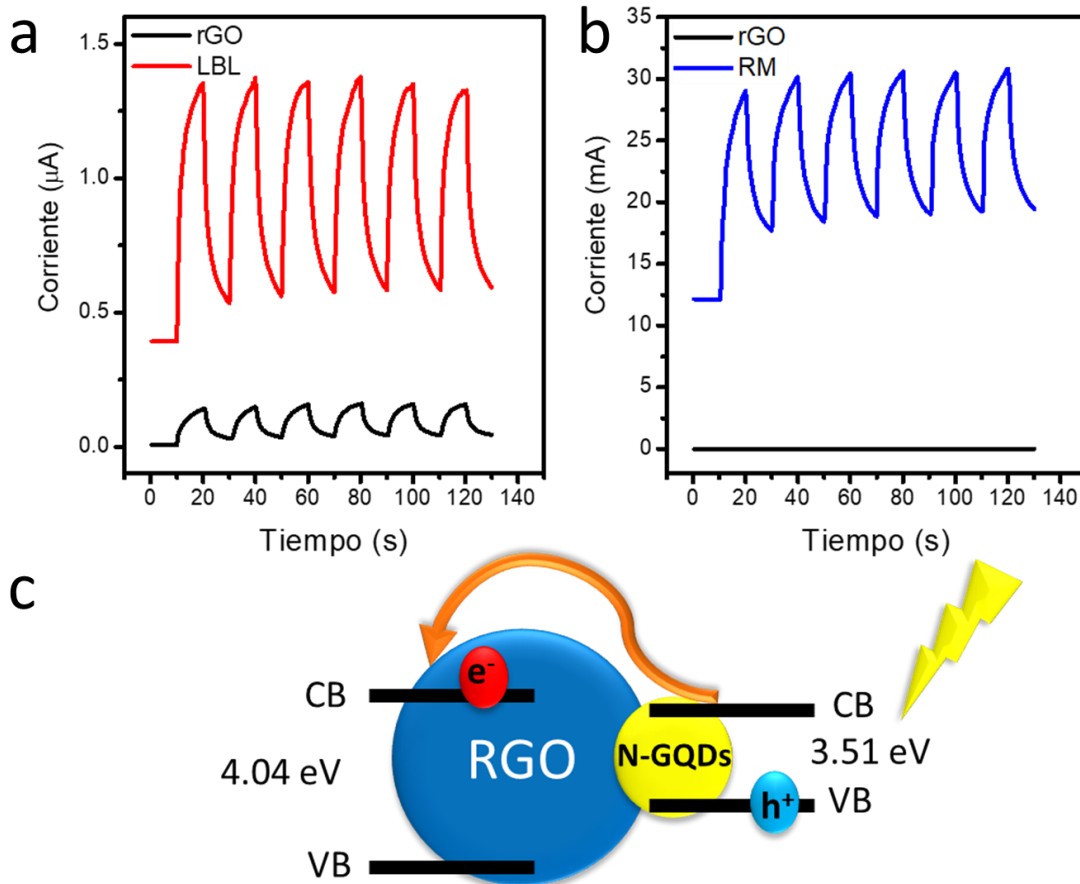 a
rGO
LBL
1.5
1.0
0.5
0.0
Corriente (μA)
0 20 40 60 80 100 120 140
Tiempo (s)
b
rGO
RM
35
30
25
20
15
10
5
0
Corriente (mA)
0 20 40 60 80 100 120 140
Tiempo (s)
c
CB
e-
CB
4.04 eV
RGO
N-GQDs
3.51 eV
h+
VB
VB